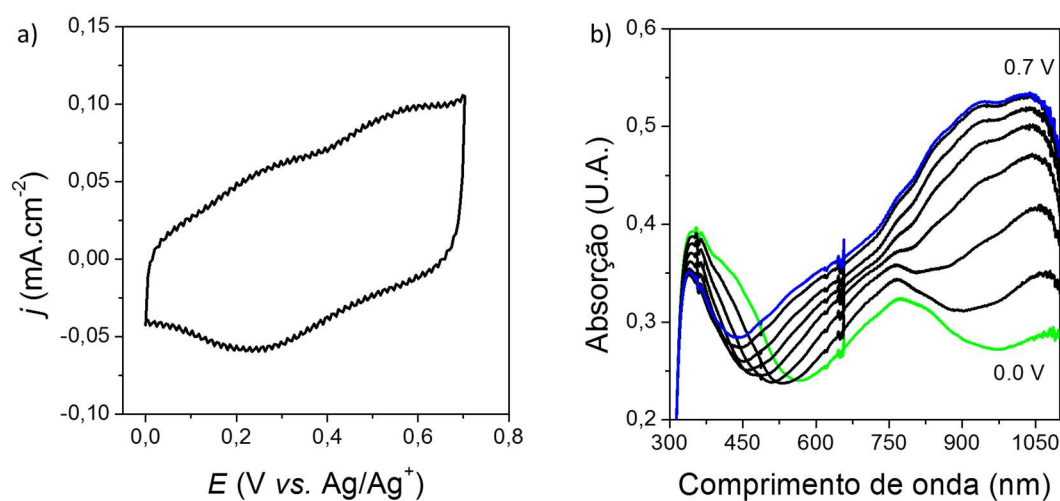 a)
0,15
0,10
0,05
0,00
-0,05
-0,10
0,0 0,2 0,4 0,6 0,8
j (mA.cm-2)
E (V vs. Ag/Ag+)
b)
0,6
0,5
0,4
0,3
0,2
300 450 600 750 900 1050
Absorção (U.A.)
Comprimento de onda (nm)
0.7 V
0.0 V